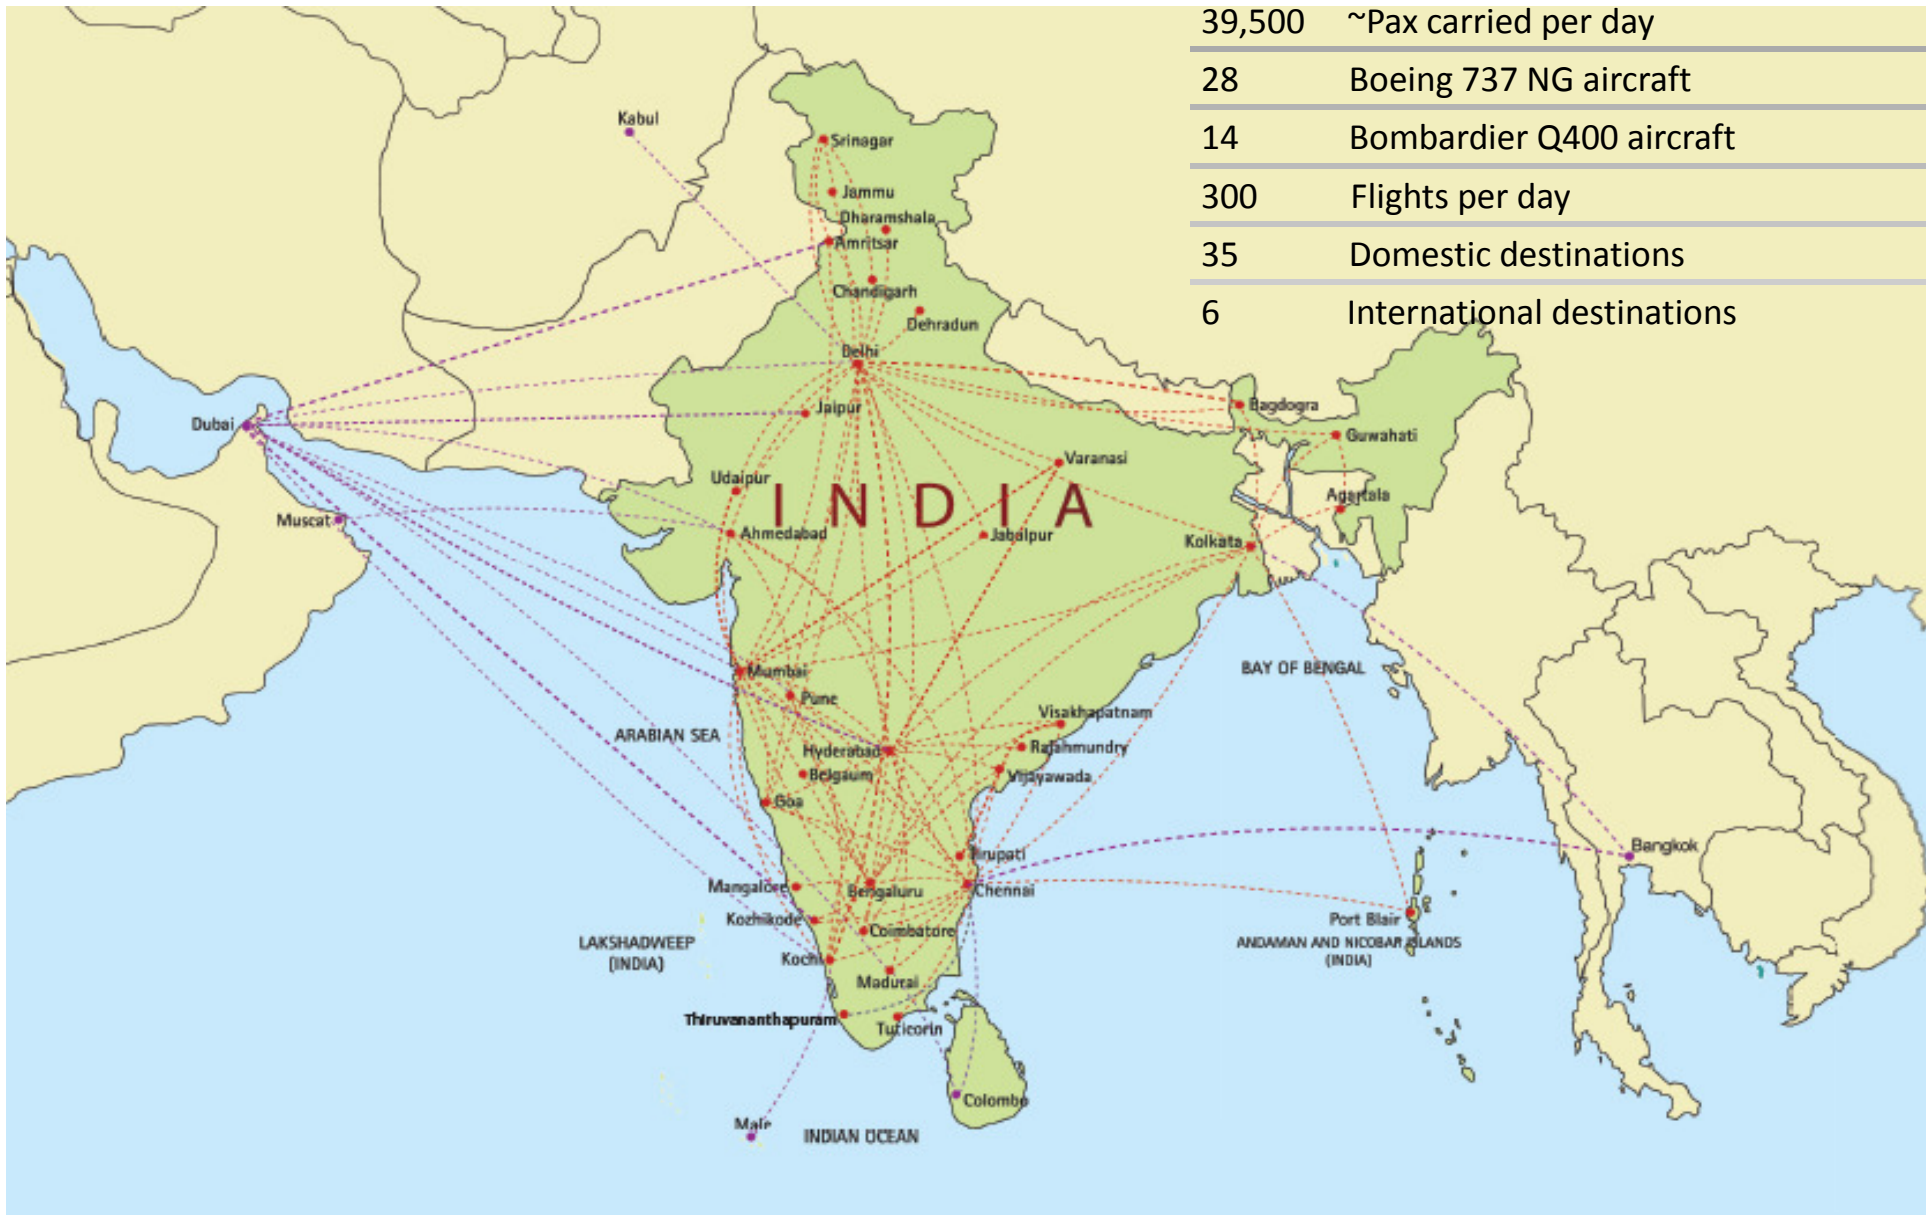 39,500 ~Pax carried per day
28 Boeing 737 NG aircraft
14 Bombardier Q400 aircraft
300 Flights per day
35 Domestic destinations
6 International destinations
Kabul
Srinagar
Jammu
Dharamshala
Amritsar
Chandigarh
Dehradun
Delhi
Jaipur
Dubai
Bagdogra
Guwahati
Varanasi
Udaipur
INDIA
Agartala
Muscat
Ahmedabad
Jabalpur
Kolkata
Mumbai
BAY OF BENGAL
Pune
Visakhapatnam
ARABIAN SEA
Hyderabad
Rajahmundry
Belgaum
Vijayawada
Goa
Tirupati
Bangkok
Mangalore
Bengaluru
Chennai
Kozhikode
Coimbatore
Port Blair
LAKSHADWEEP
(INDIA)
ANDAMAN AND NICOBAR ISLANDS
(INDIA)
Kochi
Madurai
Thiruvananthapuram
Tuticorin
Colombo
Male
INDIAN OCEAN